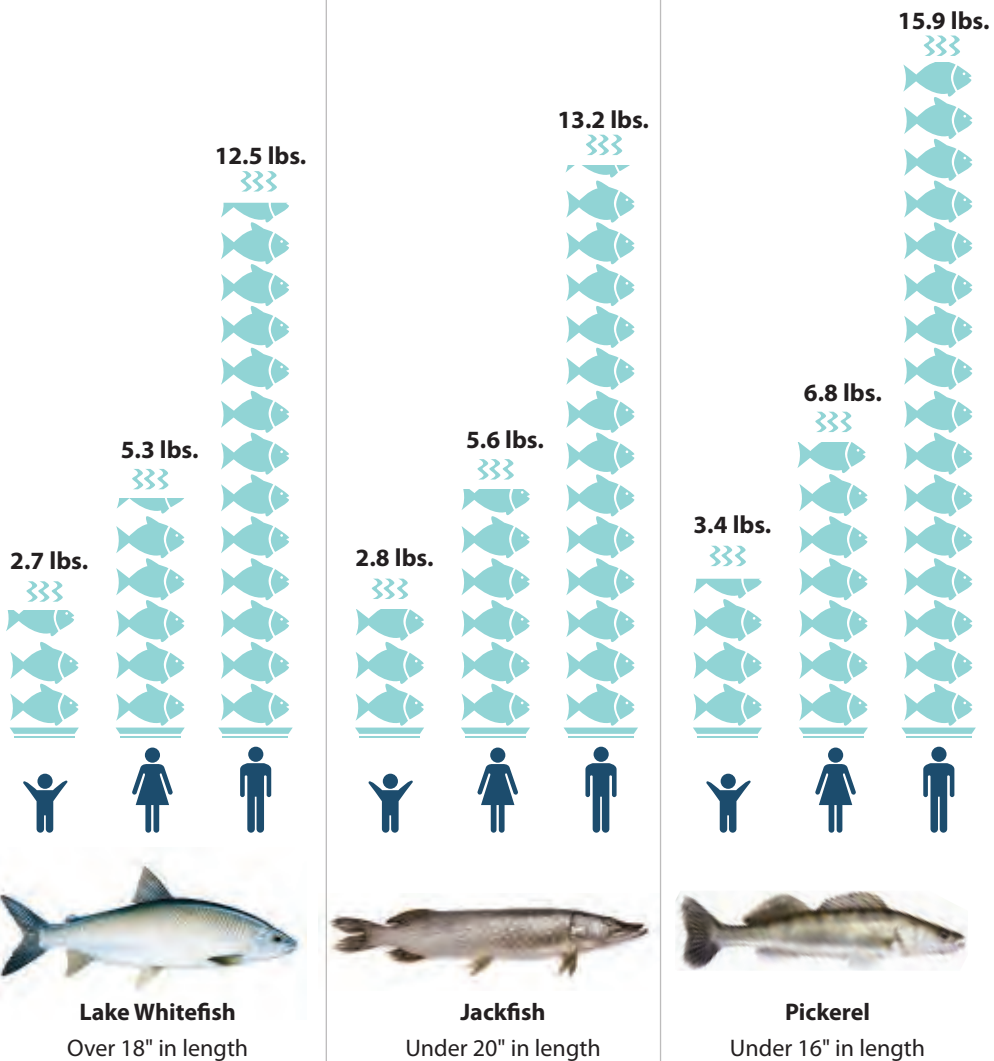 15.9 lbs.
13.2 lbs.
12.5 lbs.
6.8 lbs.
5.6 lbs.
5.3 lbs.
3.4 lbs.
2.8 lbs.
2.7 lbs.
Lake Whitefish
Over 18" in length
Jackfish
Under 20" in length
Pickerel
Under 16" in length